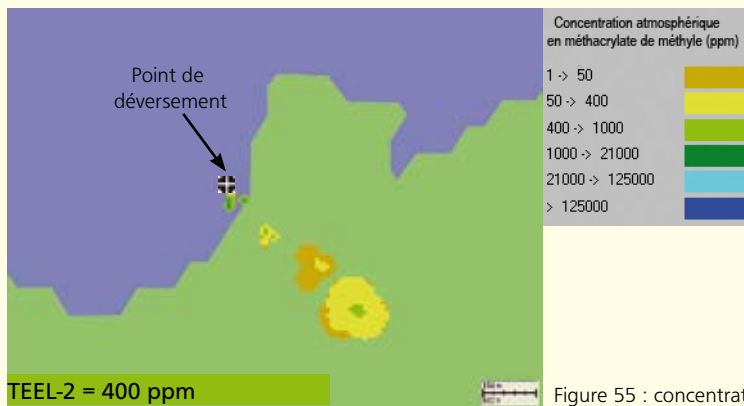 Concentration atmosphérique
en méthacrylate de méthyle (ppm)
Point de
déversement
1 -> 50
50 -> 400
400 -> 1000
1000 -> 21000
21000 -> 125000
> 125000
TEEL-2 = 400 ppm
Figure 55 : concentrat